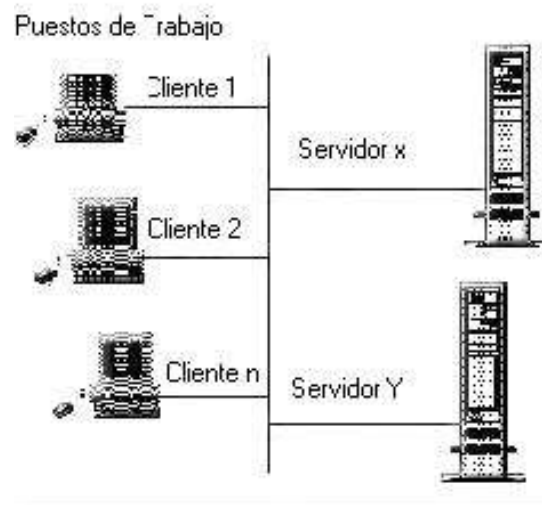 Puestos de Trabajo
Cliente 1
Servidor x
Cliente 2
Cliente n
Servidor Y